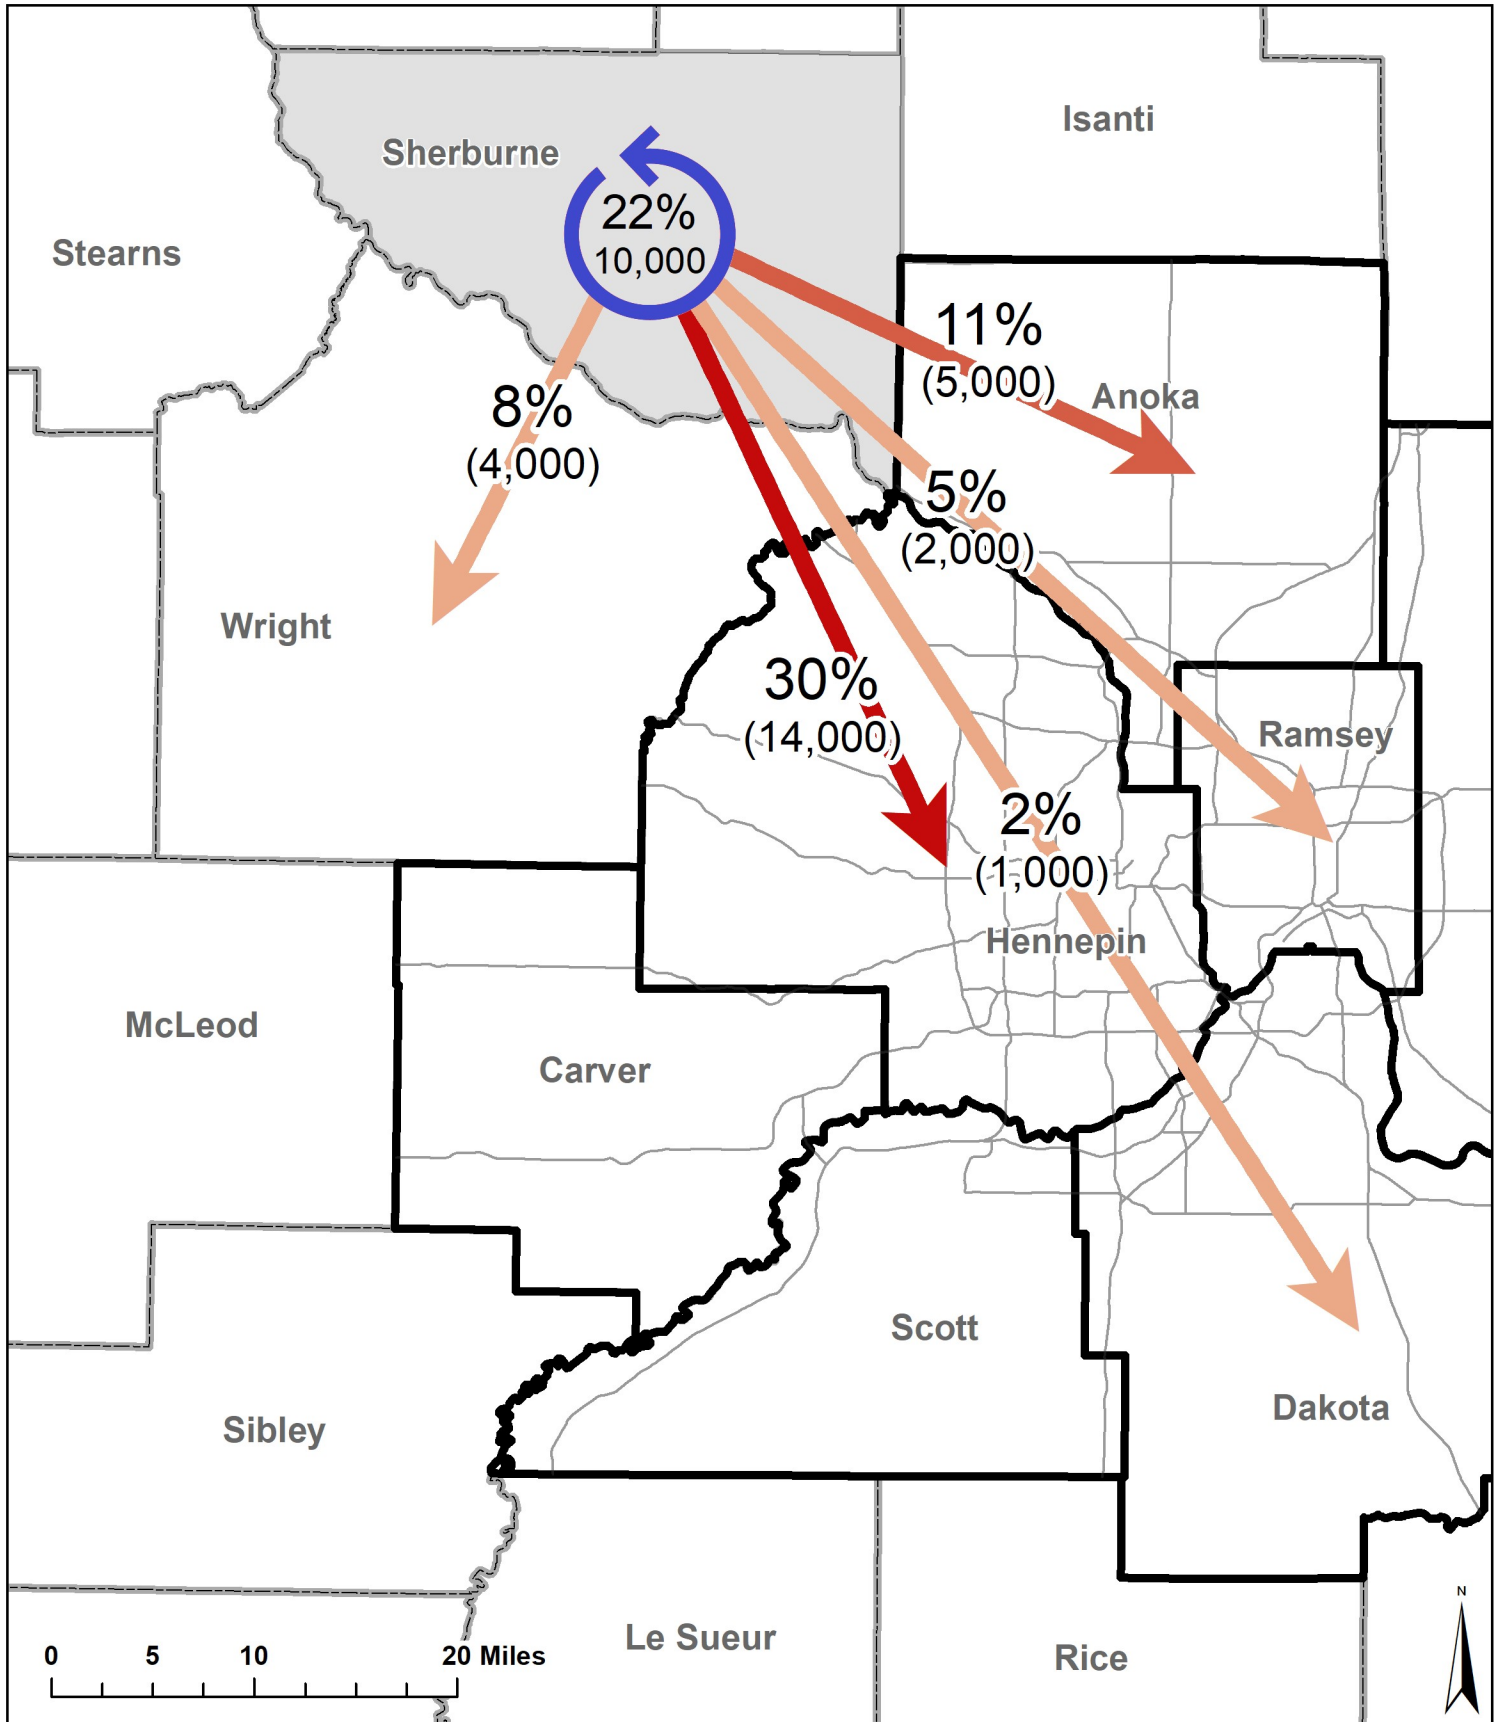 Isanti
Sherburne
22%
10,000
Stearns
11%
(5,000)
Anoka
8%
(4,000)
5%
(2,000)
Wright
30%
(14,000)
Ramsey
2%
(1,000)
Hennepin
McLeod
Carver
Scott
Dakota
Sibley
N
Le Sueur
Rice
0 5 10 20 Miles